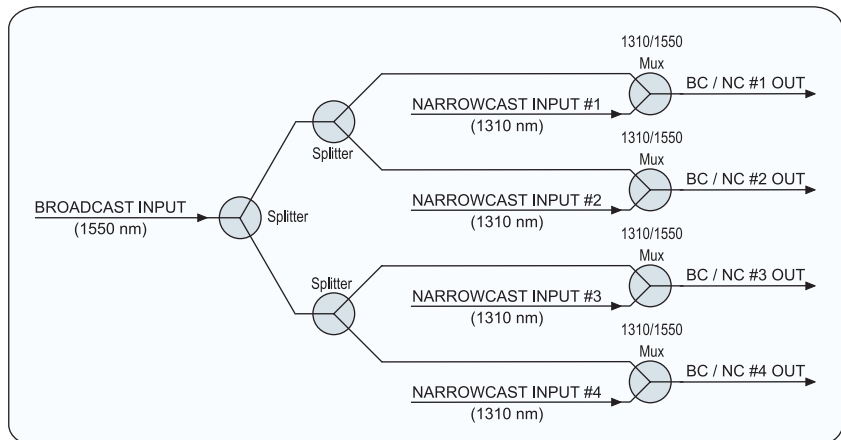 1310/1550
Mux
BC / NC #1 OUT
NARROWCAST INPUT #1
(1310 nm)
Splitter
1310/1550
Mux
BC / NC #2 OUT
NARROWCAST INPUT #2
(1310 nm)
BROADCAST INPUT
(1550 nm)
Splitter
1310/1550
Mux
BC / NC #3 OUT
Splitter
NARROWCAST INPUT #3
(1310 nm)
1310/1550
Mux
BC / NC #4 OUT
NARROWCAST INPUT #4
(1310 nm)